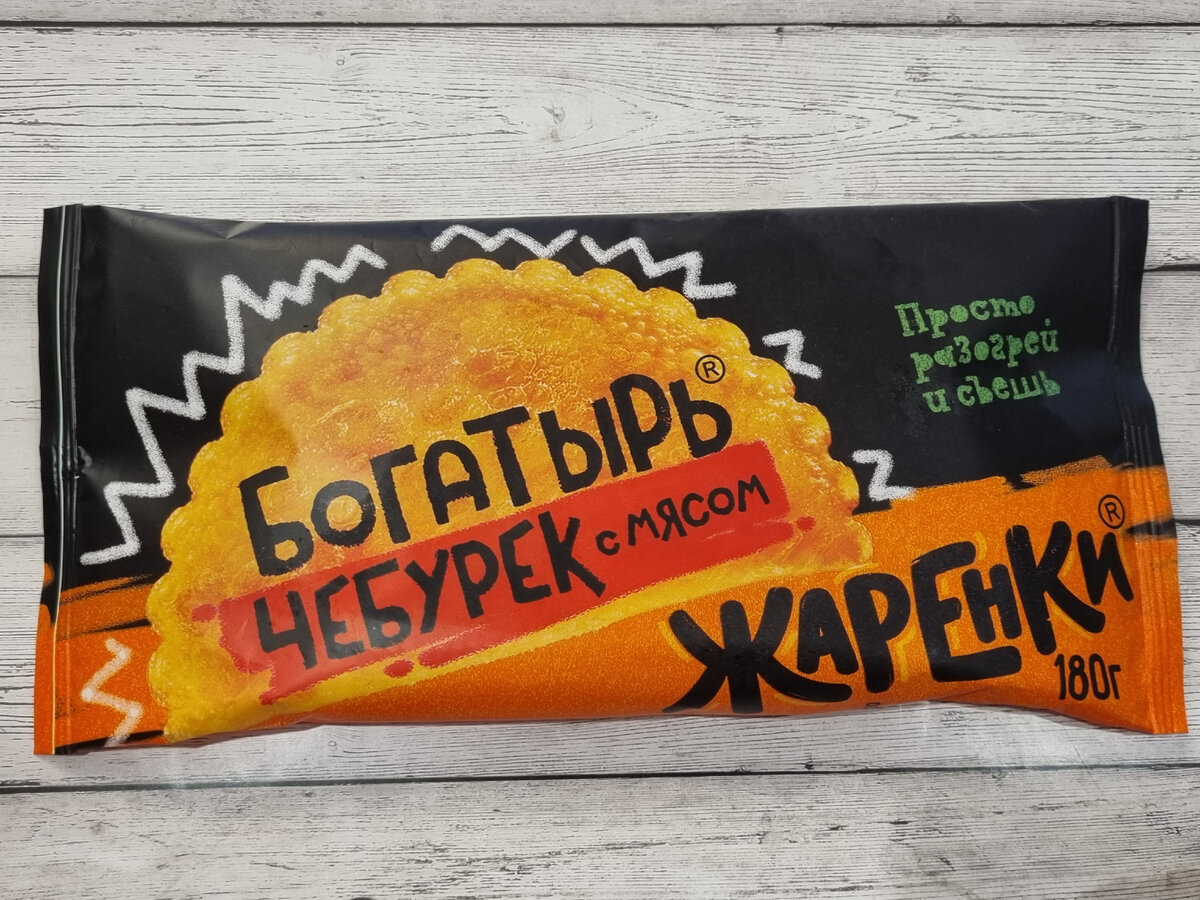 Просто
разогрей
и съешь
БОГАТЫРЬ®
ЧЕБУРЕК с мясом
ЖАРЕНКИ®
180г